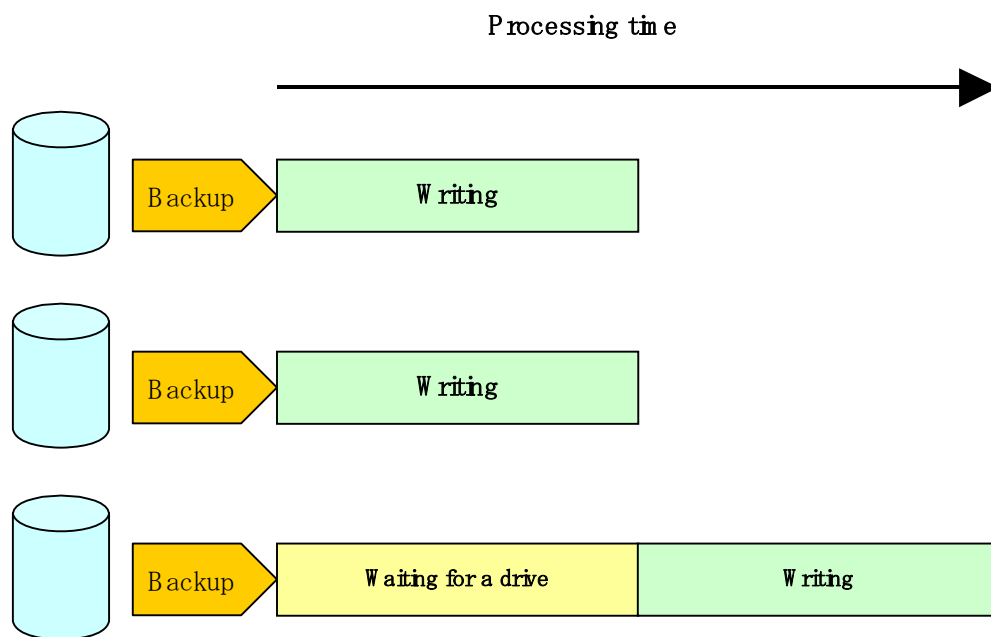 Processing time
Backup
Writing
Backup
Writing
Backup
Waiting for a drive
Writing